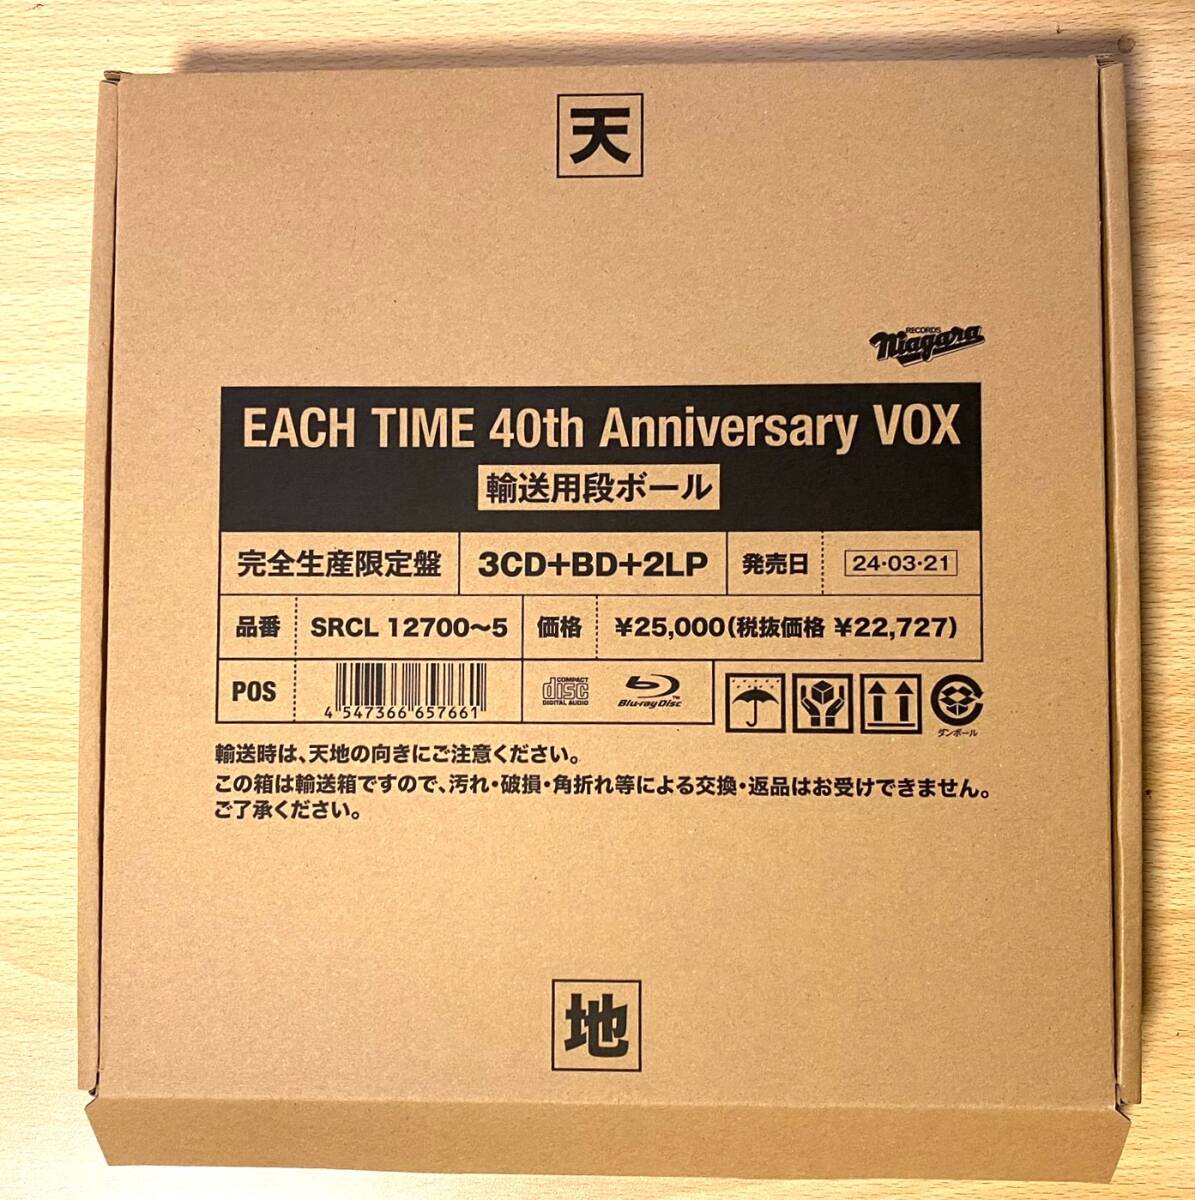 天
RECORDS
Niagara
EACH TIME 40th Anniversary VOX
輸送用段ボール
完全生産限定盤 3CD+BD+2LP 発売日 24・03・21
品番 SRCL 12700〜5 価格 ¥25,000(税抜価格 ¥22,727)
POS
4 547366 657661
COMPACT
disc
DIGITAL AUDIO
Blu-ray Disc™
ダンボール
輸送時は、天地の向きにご注意ください。
この箱は輸送箱ですので、汚れ・破損・角折れ等による交換・返品はお受けできません。
ご了承ください。
地